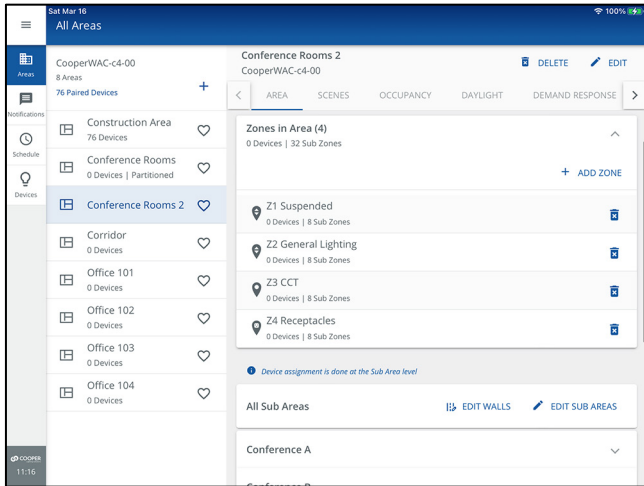 Sat Mar 16
100%
All Areas
Areas
Notifications
Schedule
Devices
COOPER
11:16
CooperWAC-c4-00
8 Areas
76 Paired Devices
+
Construction Area
76 Devices
Conference Rooms
0 Devices | Partitioned
Conference Rooms 2
Corridor
0 Devices
Office 101
0 Devices
Office 102
0 Devices
Office 103
0 Devices
Office 104
0 Devices
Conference Rooms 2
CooperWAC-c4-00
DELETE
EDIT
AREA SCENES OCCUPANCY DAYLIGHT DEMAND RESPONSE
Zones in Area (4)
0 Devices | 32 Sub Zones
+ ADD ZONE
Z1 Suspended
0 Devices | 8 Sub Zones
Z2 General Lighting
0 Devices | 8 Sub Zones
Z3 CCT
0 Devices | 8 Sub Zones
Z4 Receptacles
0 Devices | 8 Sub Zones
Device assignment is done at the Sub Area level
All Sub Areas
EDIT WALLS
EDIT SUB AREAS
Conference A